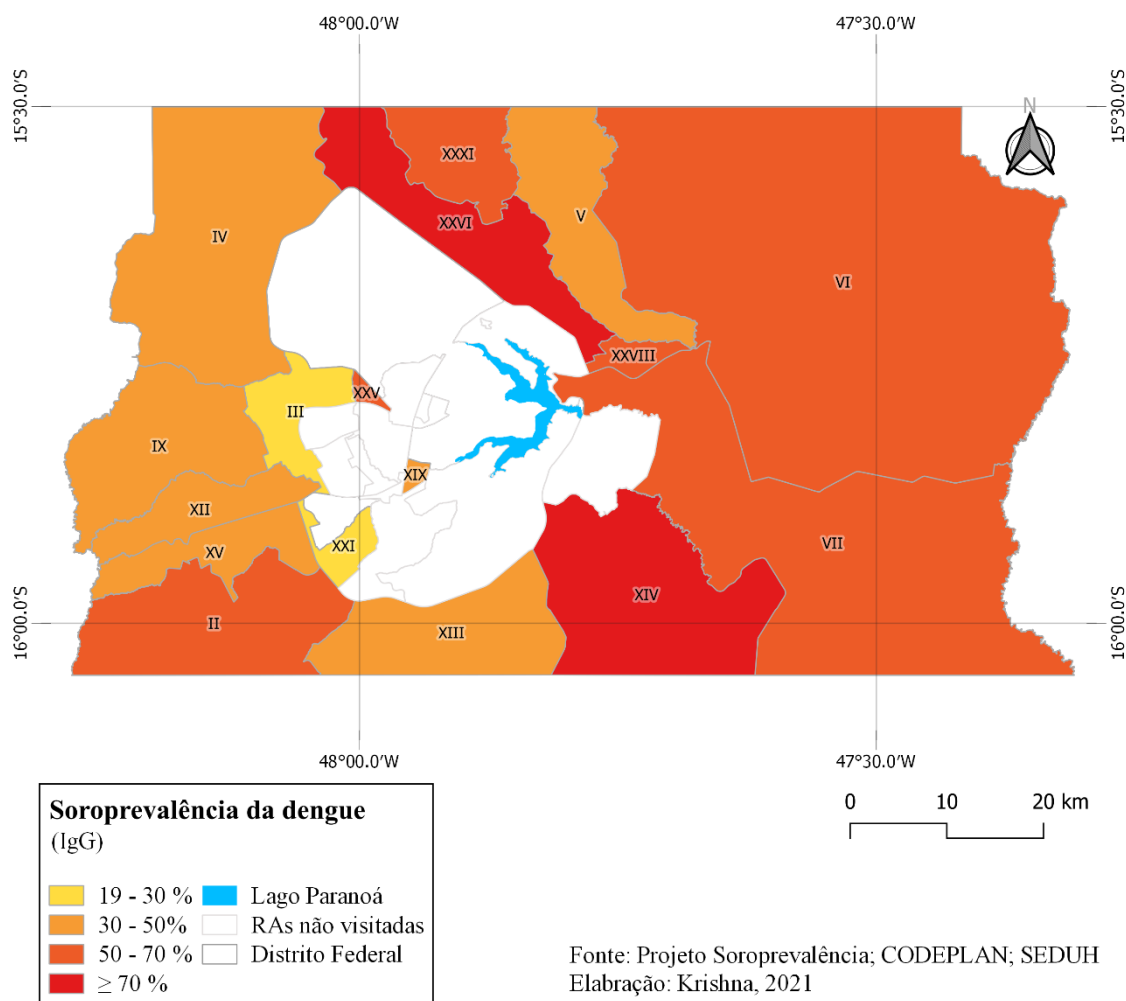 48°00.0′W 47°30.0′W
15°30.0′S 15°30.0′S
N
XXXI
V
XXVI
IV
VI
XXVIII
XXV
III
IX
XIX
XII
XXI
XV
VII
XIV
II
XIII
16°00.0′S 16°00.0′S
48°00.0′W 47°30.0′W
Soroprevalência da dengue
(IgG)
19 - 30 % Lago Paranoá
30 - 50% RAs não visitadas
50 - 70 % Distrito Federal
≥ 70 %
0 10 20 km
Fonte: Projeto Soroprevalência; CODEPLAN; SEDUH
Elabração: Krishna, 2021